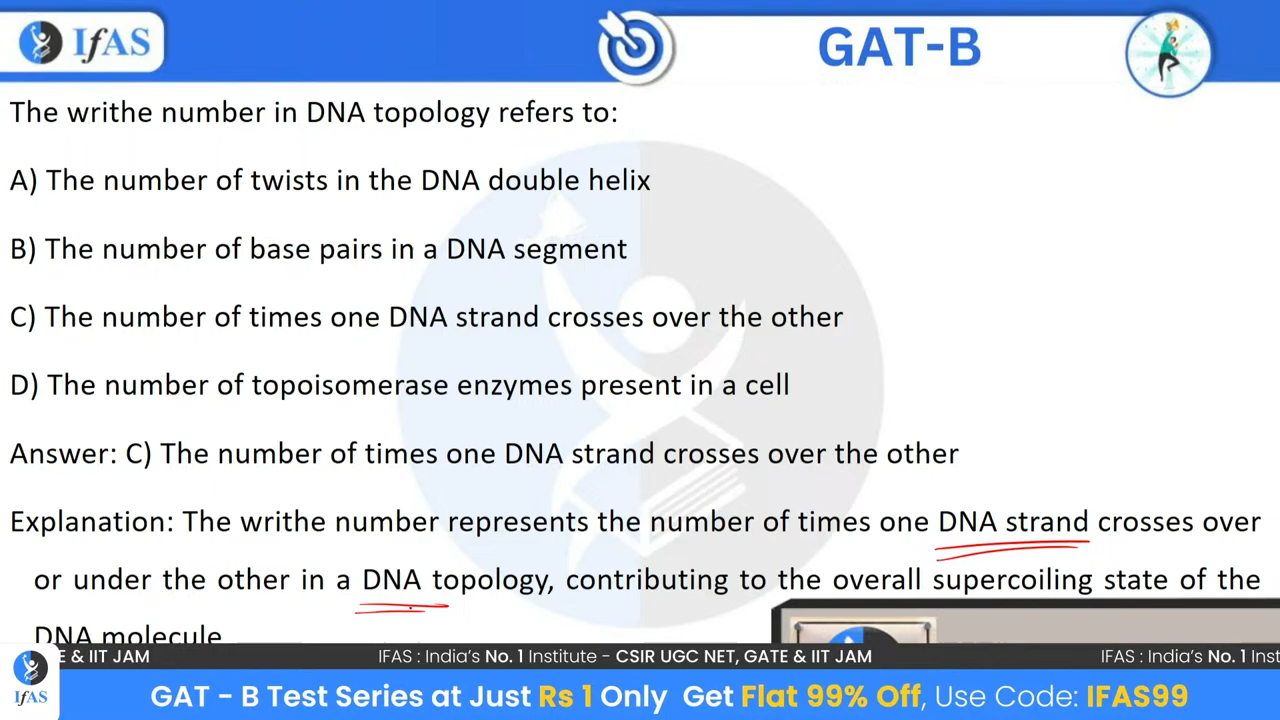 IfAS
GAT-B
The writhe number in DNA topology refers to:
A) The number of twists in the DNA double helix
B) The number of base pairs in a DNA segment
C) The number of times one DNA strand crosses over the other
D) The number of topoisomerase enzymes present in a cell
Answer: C) The number of times one DNA strand crosses over the other
Explanation: The writhe number represents the number of times one DNA strand crosses over
or under the other in a DNA topology, contributing to the overall supercoiling state of the
DNA molecule
E & IIT JAM IFAS : India's No. 1 Institute - CSIR UGC NET, GATE & IIT JAM IFAS : India's No. 1 Insti
IfAS
GAT - B Test Series at Just Rs 1 Only Get Flat 99% Off, Use Code: IFAS99